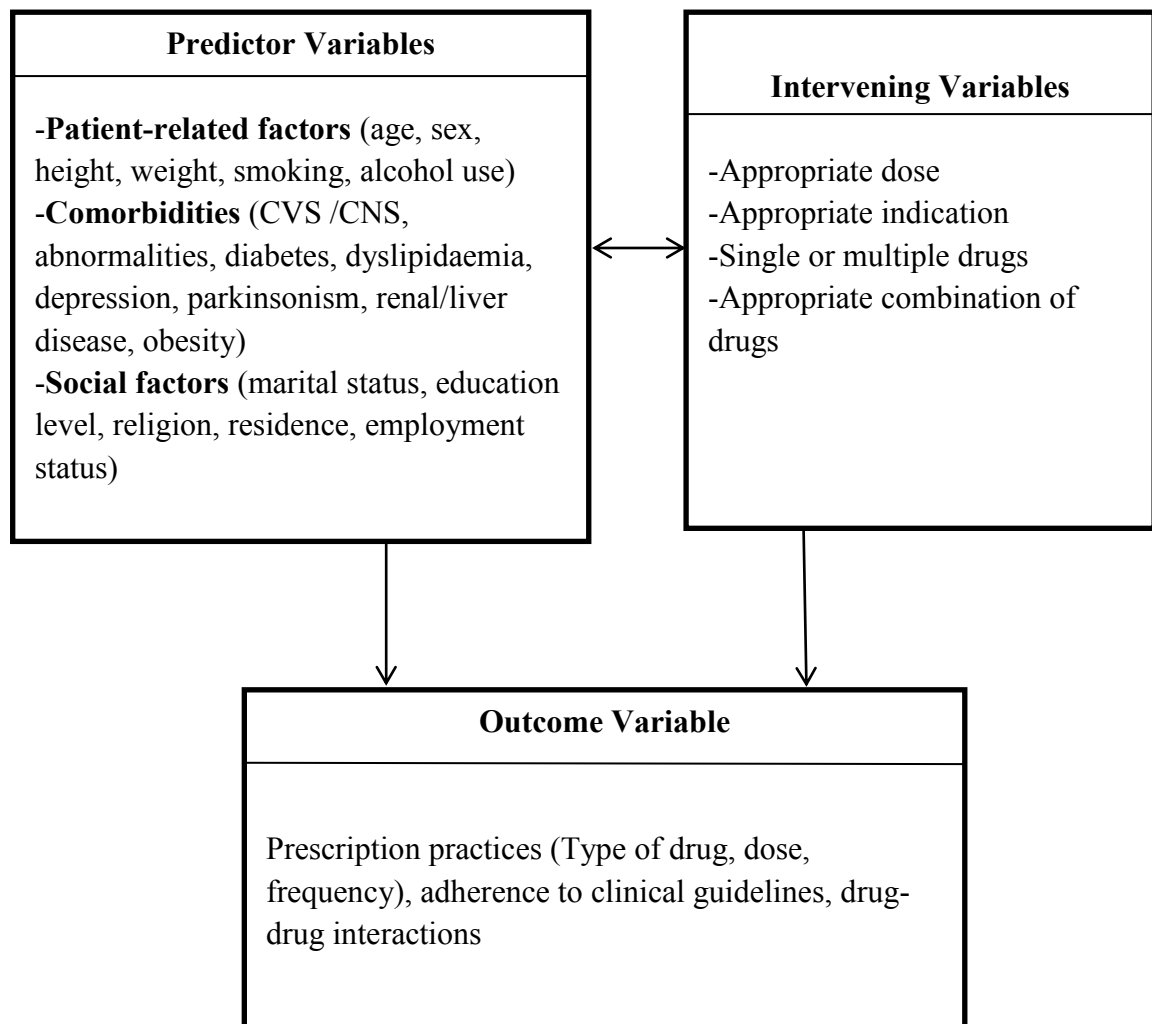 Predictor Variables
-Patient-related factors (age, sex,
height, weight, smoking, alcohol use)
-Comorbidities (CVS /CNS,
abnormalities, diabetes, dyslipidaemia,
depression, parkinsonism, renal/liver
disease, obesity)
-Social factors (marital status, education
level, religion, residence, employment
status)
Intervening Variables
-Appropriate dose
-Appropriate indication
-Single or multiple drugs
-Appropriate combination of
drugs
Outcome Variable
Prescription practices (Type of drug, dose,
frequency), adherence to clinical guidelines, drug-
drug interactions